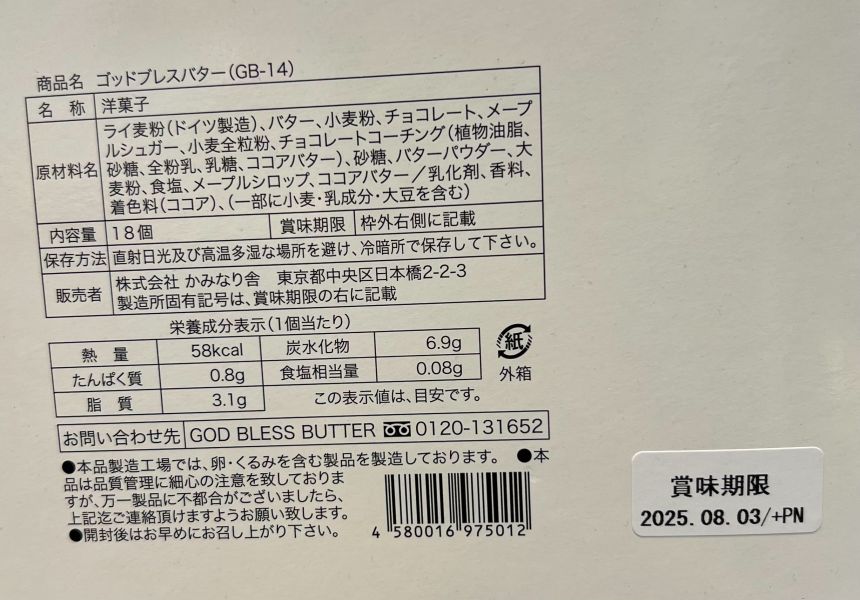 商品名 ゴッドブレスバター(GB-14)
名 称 洋菓子
原材料名 ライ麦粉(ドイツ製造)、バター、小麦粉、チョコレート、メープ
ルシュガー、小麦全粒粉、チョコレートコーチング(植物油脂、
砂糖、全粉乳、乳糖、ココアバター)、砂糖、バターパウダー、大
麦粉、食塩、メープルシロップ、ココアバター/乳化剤、香料、
着色料(ココア)、(一部に小麦・乳成分・大豆を含む)
内容量 18個 賞味期限 枠外右側に記載
保存方法 直射日光及び高温多湿な場所を避け、冷暗所で保存して下さい。
販売者 株式会社 かみなり舎 東京都中央区日本橋2-2-3
製造所固有記号は、賞味期限の右に記載
栄養成分表示(1個当たり)
熱 量 58kcal 炭水化物 6.9g
たんぱく質 0.8g 食塩相当量 0.08g
脂 質 3.1g この表示値は、目安です。
紙
外箱
お問い合わせ先 GOD BLESS BUTTER 0120-131652
●本品製造工場では、卵・くるみを含む製品を製造しております。 ●本
品は品質管理に細心の注意を致しておりま
すが、万一製品に不都合がございましたら、
上記迄ご連絡頂けますようお願い致します。
●開封後はお早めにお召し上がり下さい。
4 580016 975012
賞味期限
2025.08.03/+PN